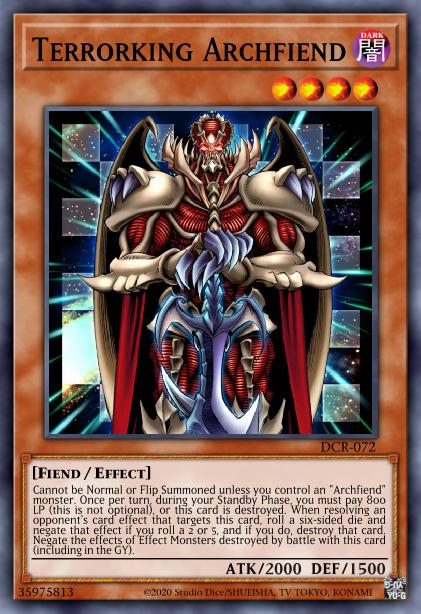 TERRORKING ARCHFIEND
DARK
闇
DCR-072
[FIEND / EFFECT]
Cannot be Normal or Flip Summoned unless you control an "Archfiend"
monster. Once per turn, during your Standby Phase, you must pay 800
LP (this is not optional), or this card is destroyed. When resolving an
opponent's card effect that targets this card, roll a six-sided die and
negate that effect if you roll a 2 or 5, and if you do, destroy that card.
Negate the effects of Effect Monsters destroyed by battle with this card
(including in the GY).
ATK/2000 DEF/1500
35975813
©2020 Studio Dice/SHUEISHA, TV TOKYO, KONAMI